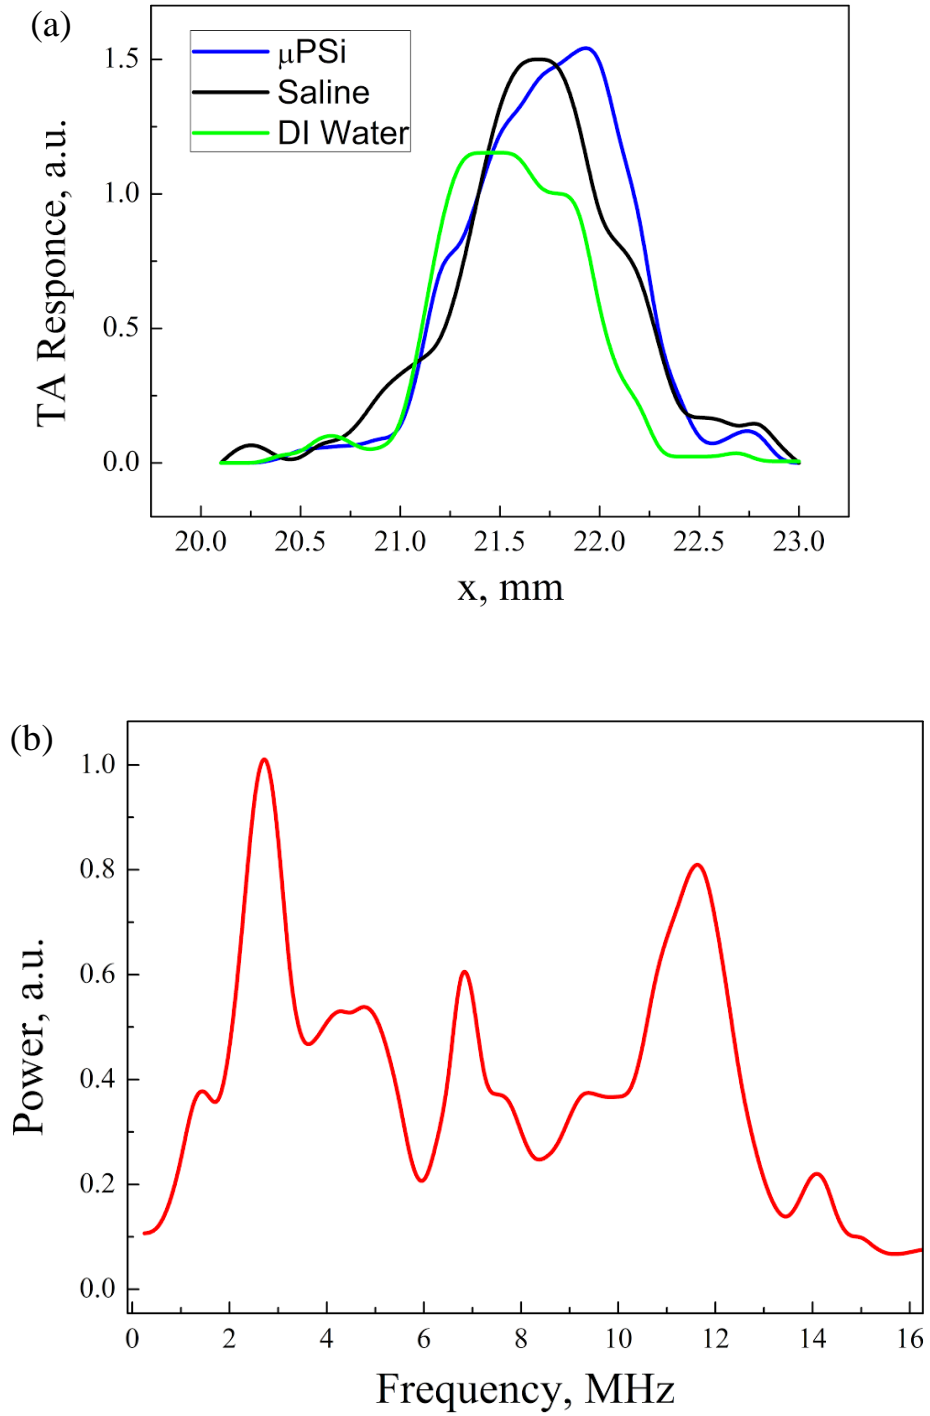 (a)
μPSi
Saline
DI Water
TA Responce, a.u.
1.5
1.0
0.5
0.0
20.0 20.5 21.0 21.5 22.0 22.5 23.0
x, mm
(b)
Power, a.u.
1.0
0.8
0.6
0.4
0.2
0.0
0 2 4 6 8 10 12 14 16
Frequency, MHz